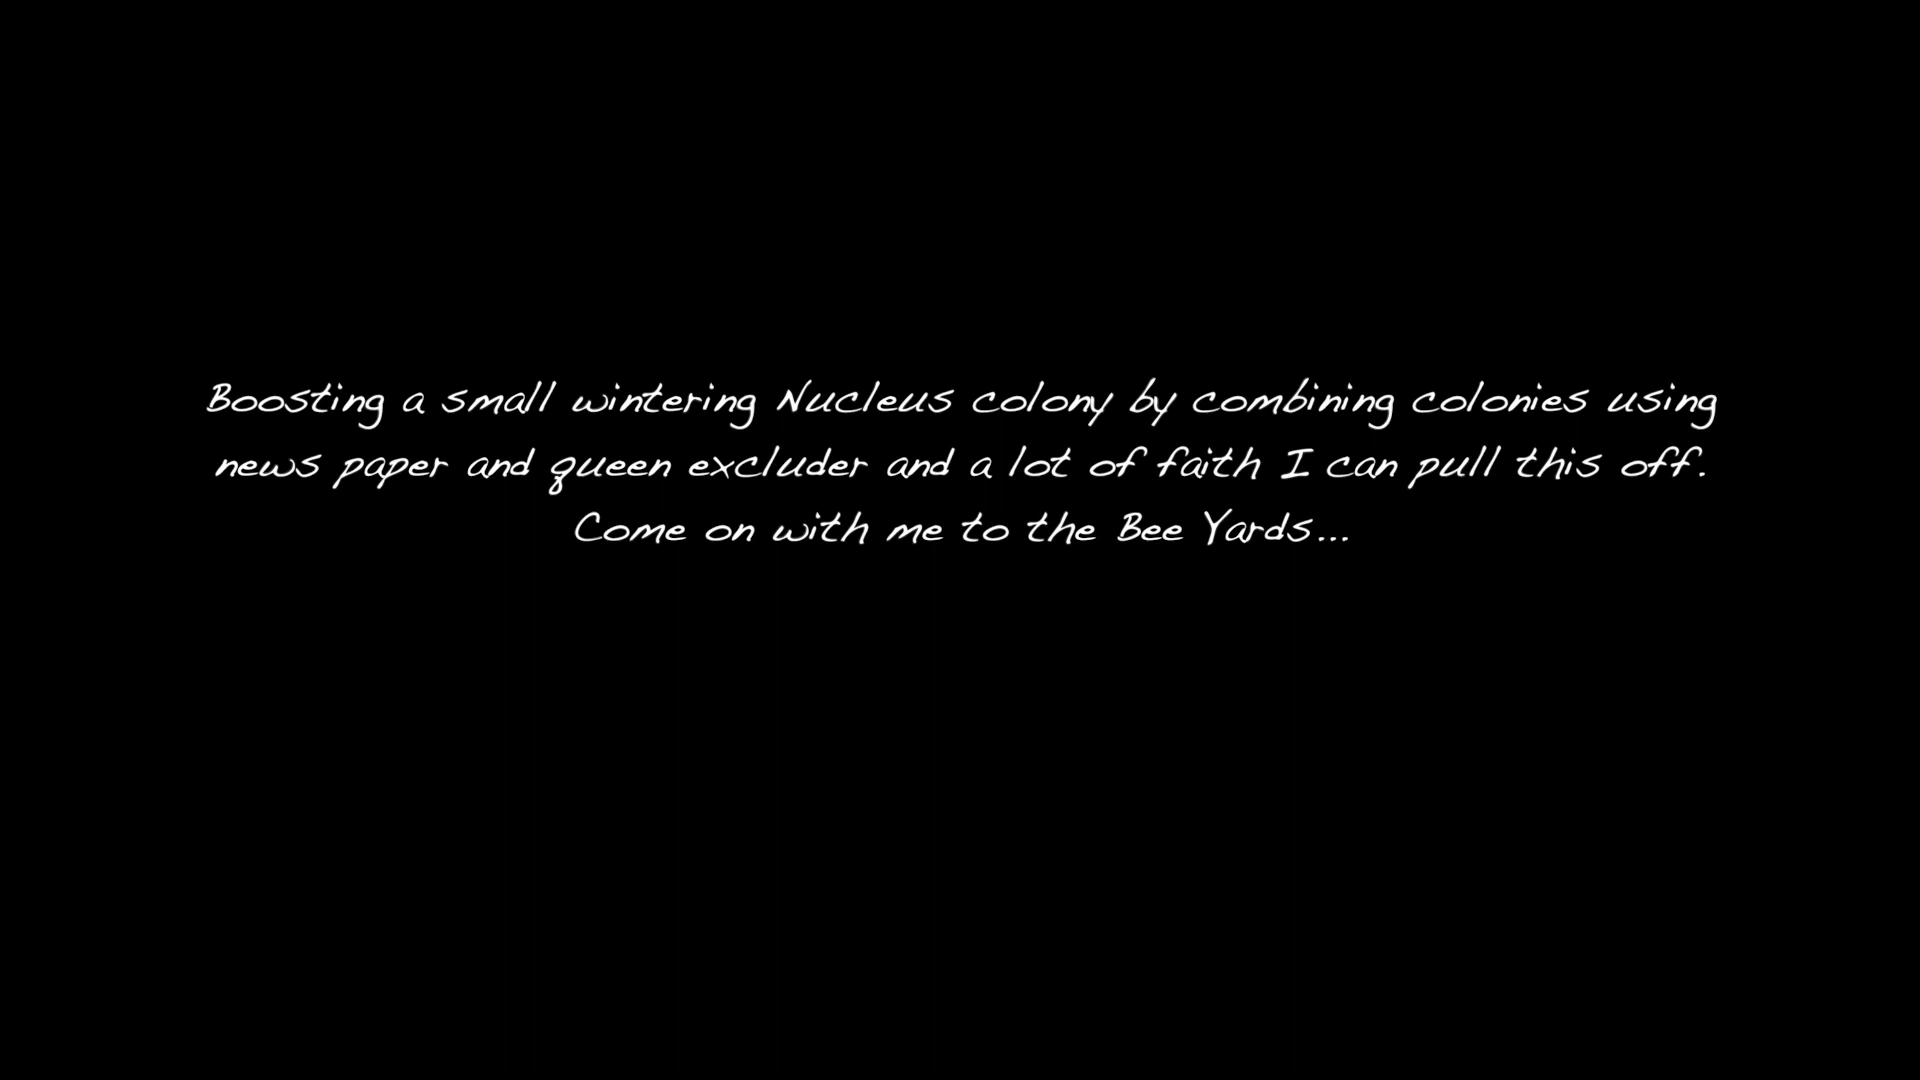 Boosting a small wintering Nucleus colony by combining colonies using
news paper and queen excluder and a lot of faith I can pull this off.
Come on with me to the Bee Yards...